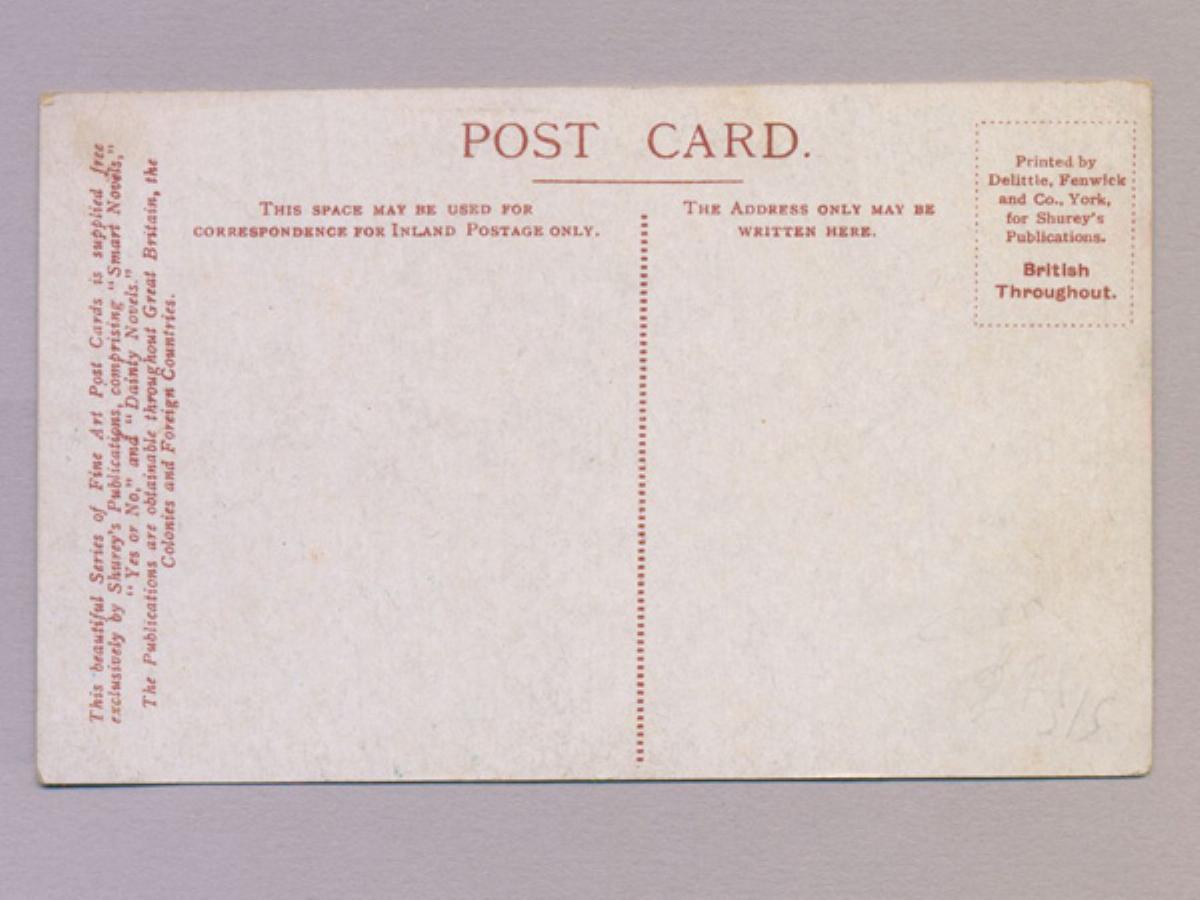 POST CARD.
THIS SPACE MAY BE USED FOR
CORRESPONDENCE FOR INLAND POSTAGE ONLY.
THE ADDRESS ONLY MAY BE
WRITTEN HERE.
Printed by
Delittle, Fenwick
and Co., York,
for Shurey's
Publications.
British
Throughout.
This beautiful Series of Fine Art Post Cards is supplied free
exclusively by Shurey's Publications, comprising "Smart Novels,"
"Yes or No," and "Dainty Novels."
The Publications are obtainable throughout Great Britain, the
Colonies and Foreign Countries.